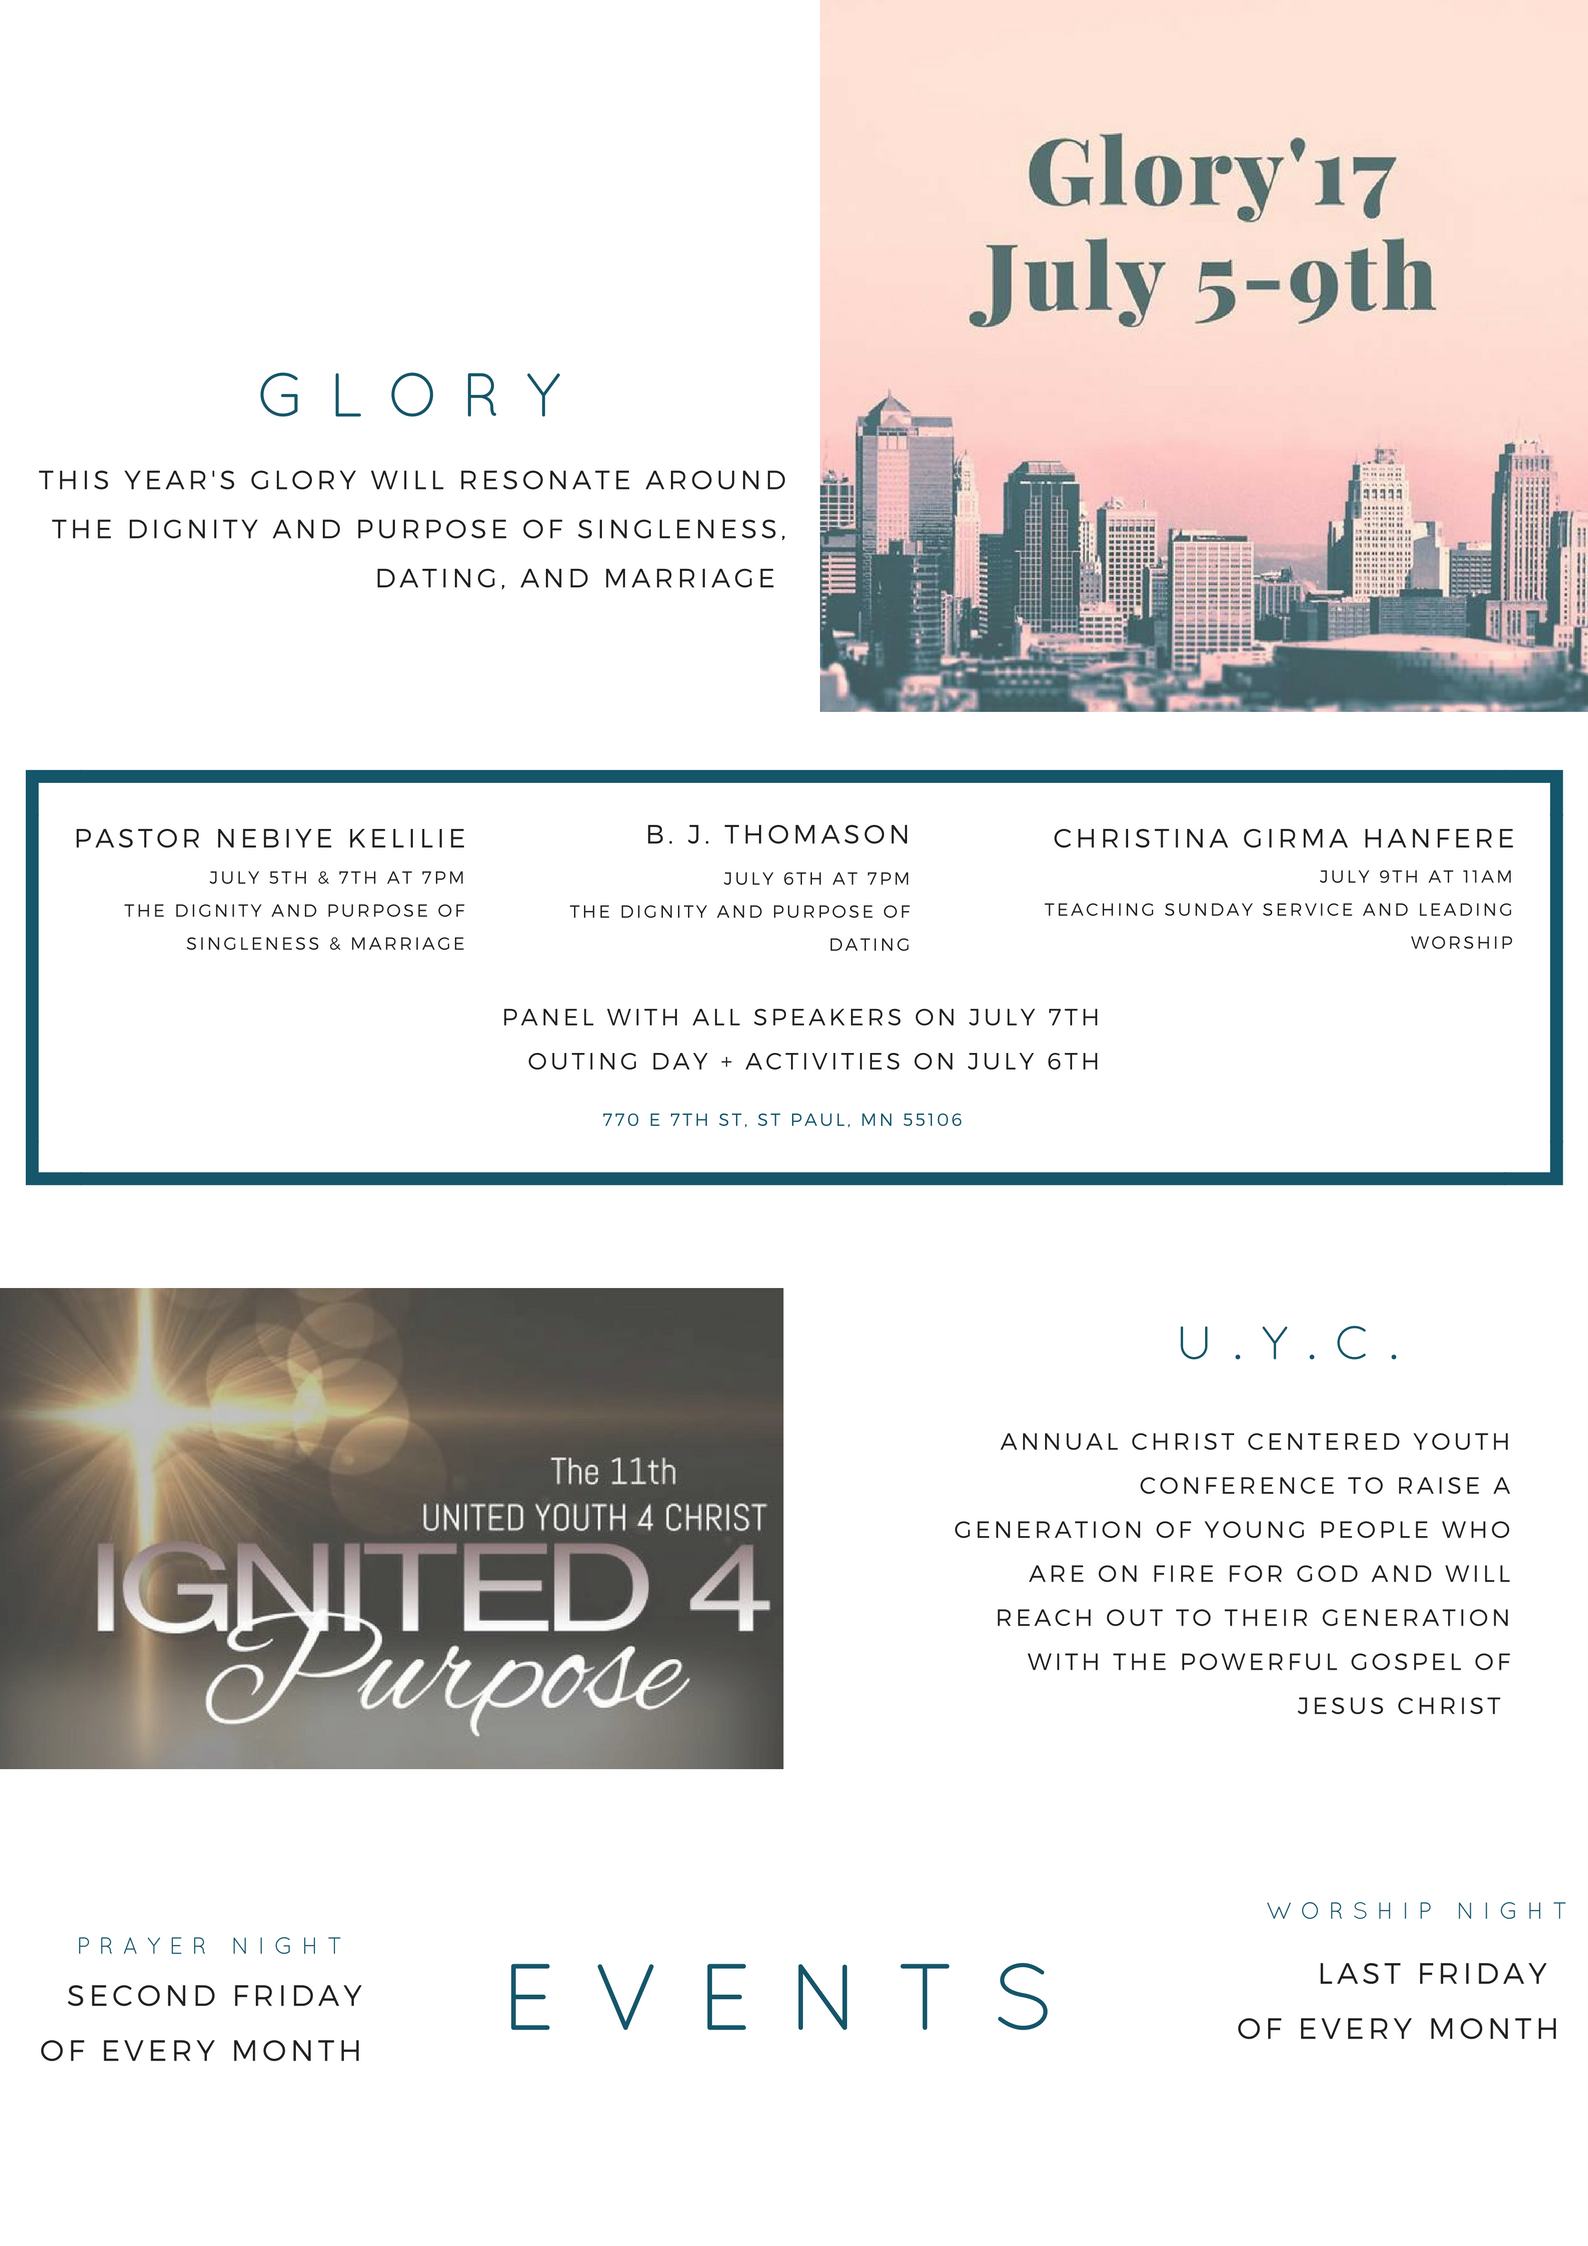 Glory'17
July 5-9th
GLORY
THIS YEAR'S GLORY WILL RESONATE AROUND
THE DIGNITY AND PURPOSE OF SINGLENESS,
DATING, AND MARRIAGE
PASTOR NEBIYE KELILIE
JULY 5TH & 7TH AT 7PM
THE DIGNITY AND PURPOSE OF
SINGLENESS & MARRIAGE
B. J. THOMASON
JULY 6TH AT 7PM
THE DIGNITY AND PURPOSE OF
DATING
CHRISTINA GIRMA HANFERE
JULY 9TH AT 11AM
TEACHING SUNDAY SERVICE AND LEADING
WORSHIP
PANEL WITH ALL SPEAKERS ON JULY 7TH
OUTING DAY + ACTIVITIES ON JULY 6TH
770 E 7TH ST, ST PAUL, MN 55106
The 11th
UNITED YOUTH 4 CHRIST
IGNITED 4
Purpose
U.Y.C.
ANNUAL CHRIST CENTERED YOUTH
CONFERENCE TO RAISE A
GENERATION OF YOUNG PEOPLE WHO
ARE ON FIRE FOR GOD AND WILL
REACH OUT TO THEIR GENERATION
WITH THE POWERFUL GOSPEL OF
JESUS CHRIST
PRAYER NIGHT
SECOND FRIDAY
OF EVERY MONTH
EVENTS
WORSHIP NIGHT
LAST FRIDAY
OF EVERY MONTH